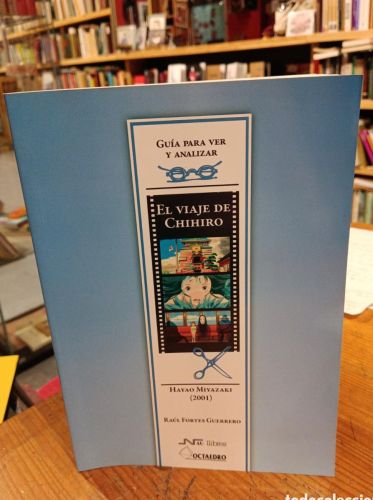 GUÍA PARA VER
Y ANALIZAR
EL VIAJE DE
CHIHIRO
HAYAO MIYAZAKI
(2001)
RAÚL FORTES GUERRERO
NAU llibres
OCTAEDRO